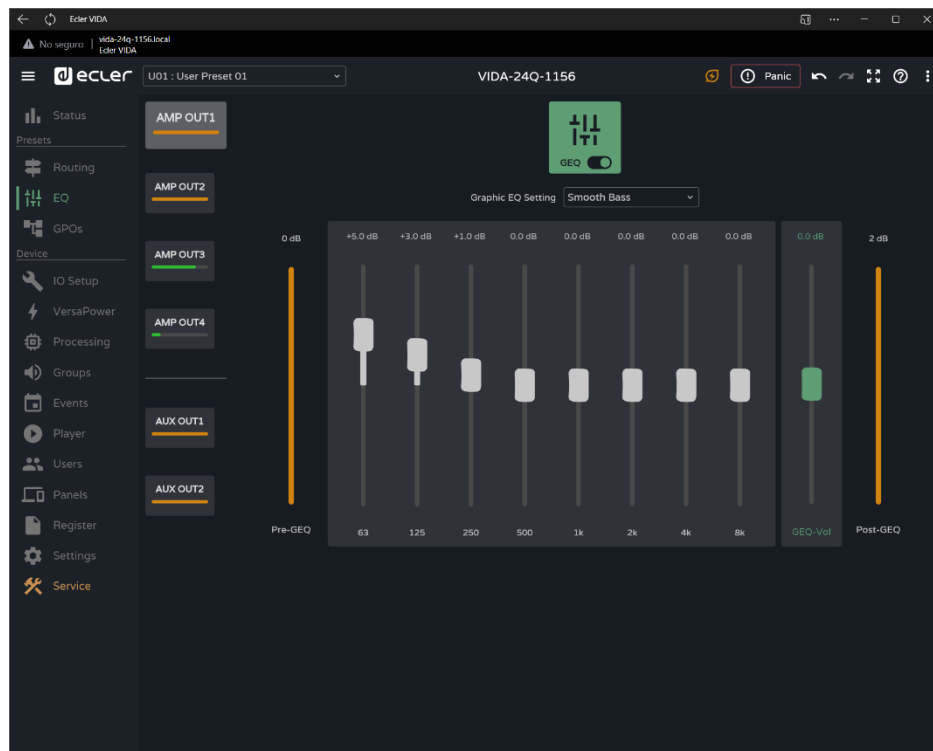 Ecler VIDA
No seguro
vida-24q-1156.local
Ecler VIDA
ecler
U01 : User Preset 01
VIDA-24Q-1156
Panic
Status
Presets
Routing
EQ
GPOs
Device
IO Setup
VersaPower
Processing
Groups
Events
Player
Users
Panels
Register
Settings
Service
AMP OUT1
AMP OUT2
AMP OUT3
AMP OUT4
AUX OUT1
AUX OUT2
GEQ
Graphic EQ Setting Smooth Bass
0 dB +5.0 dB +3.0 dB +1.0 dB 0.0 dB 0.0 dB 0.0 dB 0.0 dB 0.0 dB 0.0 dB 2 dB
Pre-GEQ 63 125 250 500 1k 2k 4k 8k GEQ-Vol Post-GEQ